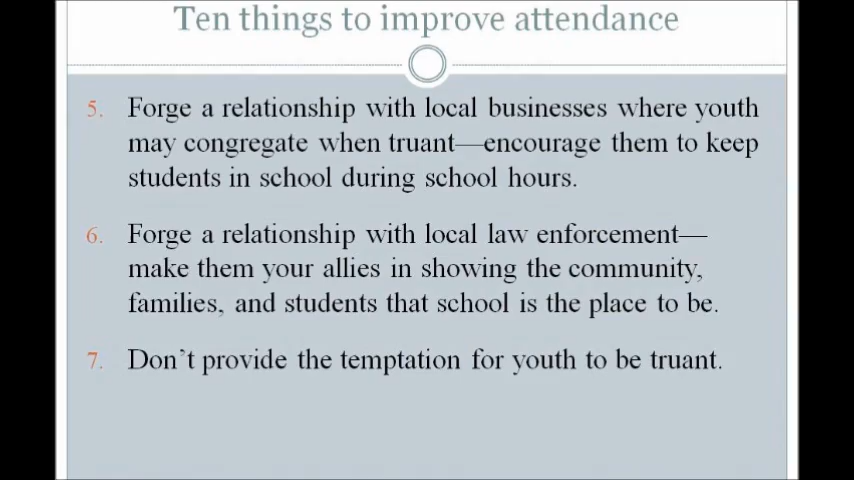 Ten things to improve attendance
5. Forge a relationship with local businesses where youth
may congregate when truant—encourage them to keep
students in school during school hours.
6. Forge a relationship with local law enforcement—
make them your allies in showing the community,
families, and students that school is the place to be.
7. Don’t provide the temptation for youth to be truant.